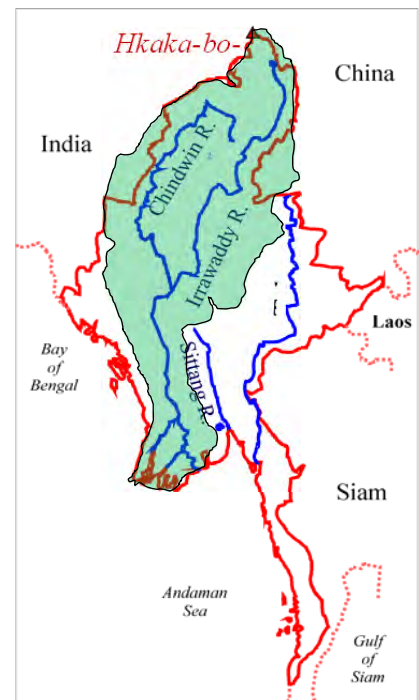 Hkaka-bo-
China
India
Chindwin R.
Irrawaddy R.
Laos
Bay
of
Bengal
Sittang R.
Siam
Andaman
Sea
Gulf
of
Siam